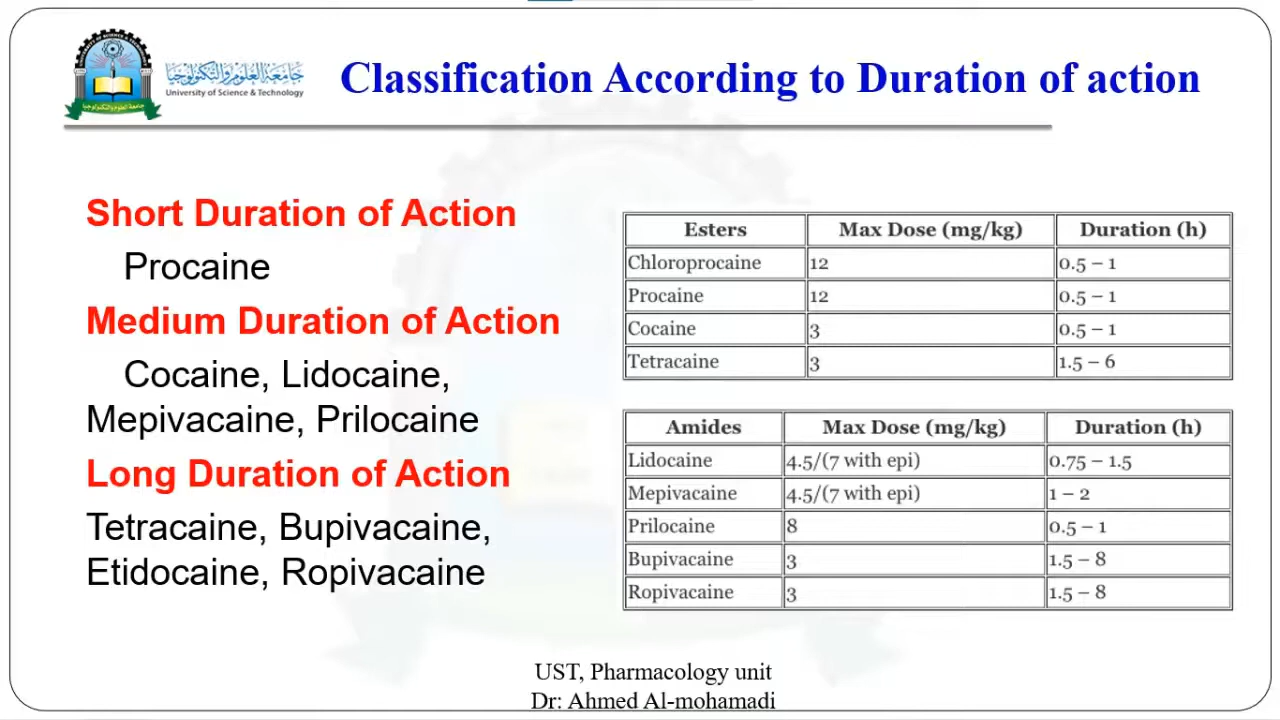 جامعة العلوم والتكنولوجيا
University of Science & Technology
Classification According to Duration of action
Short Duration of Action
Procaine
Medium Duration of Action
Cocaine, Lidocaine,
Mepivacaine, Prilocaine
Long Duration of Action
Tetracaine, Bupivacaine,
Etidocaine, Ropivacaine
Esters Max Dose (mg/kg) Duration (h)
Chloroprocaine 12 0.5 – 1
Procaine 12 0.5 – 1
Cocaine 3 0.5 – 1
Tetracaine 3 1.5 – 6
Amides Max Dose (mg/kg) Duration (h)
Lidocaine 4.5/(7 with epi) 0.75 – 1.5
Mepivacaine 4.5/(7 with epi) 1 – 2
Prilocaine 8 0.5 – 1
Bupivacaine 3 1.5 – 8
Ropivacaine 3 1.5 – 8
UST, Pharmacology unit
Dr: Ahmed Al-mohamadi